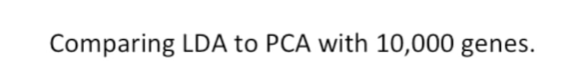 Comparing LDA to PCA with 10,000 genes.